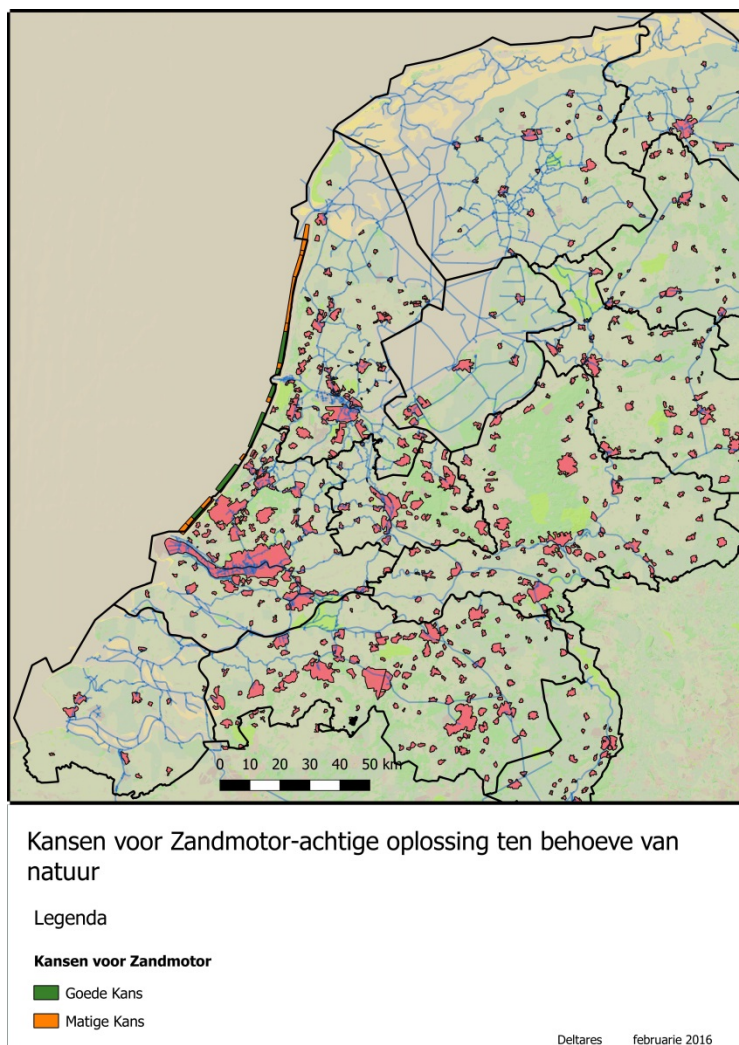 0 10 20 30 40 50 km
Kansen voor Zandmotor-achtige oplossing ten behoeve van
natuur
Legenda
Kansen voor Zandmotor
Goede Kans
Matige Kans
Deltares februarie 2016